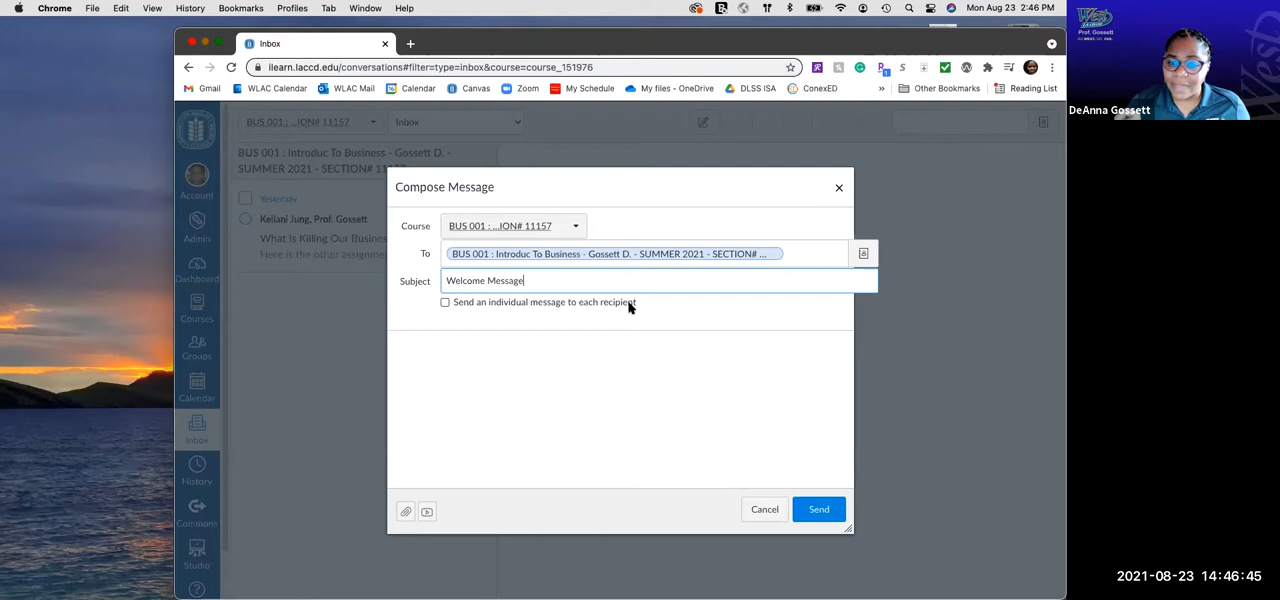 Chrome File Edit View History Bookmarks Profiles Tab Window Help Mon Aug 23 2:46 PM
Inbox
ilearn.laccd.edu/conversations#filter=type=inbox&course=course_151976
Gmail WLAC Calendar WLAC Mail Calendar Canvas Zoom My Schedule My files - OneDrive DLSS ISA ConexED » Other Bookmarks Reading List
BUS 001 : ...ION# 11157 Inbox
BUS 001 : Introduc To Business - Gossett D. -
SUMMER 2021 - SECTION#
Yesterday
Keilani Jung, Prof. Gossett
What Is Killing Our Busine
Here is the other assignme
Account
Admin
Dashboard
Courses
Groups
Calendar
Inbox
History
Commons
Studio
Compose Message
Course BUS 001 : ...ION# 11157
To BUS 001 : Introduc To Business - Gossett D. - SUMMER 2021 - SECTION# ...
Subject Welcome Message
Send an individual message to each recipient
Cancel Send
West
Prof. Gossett
DeAnna Gossett
2021-08-23 14:46:45